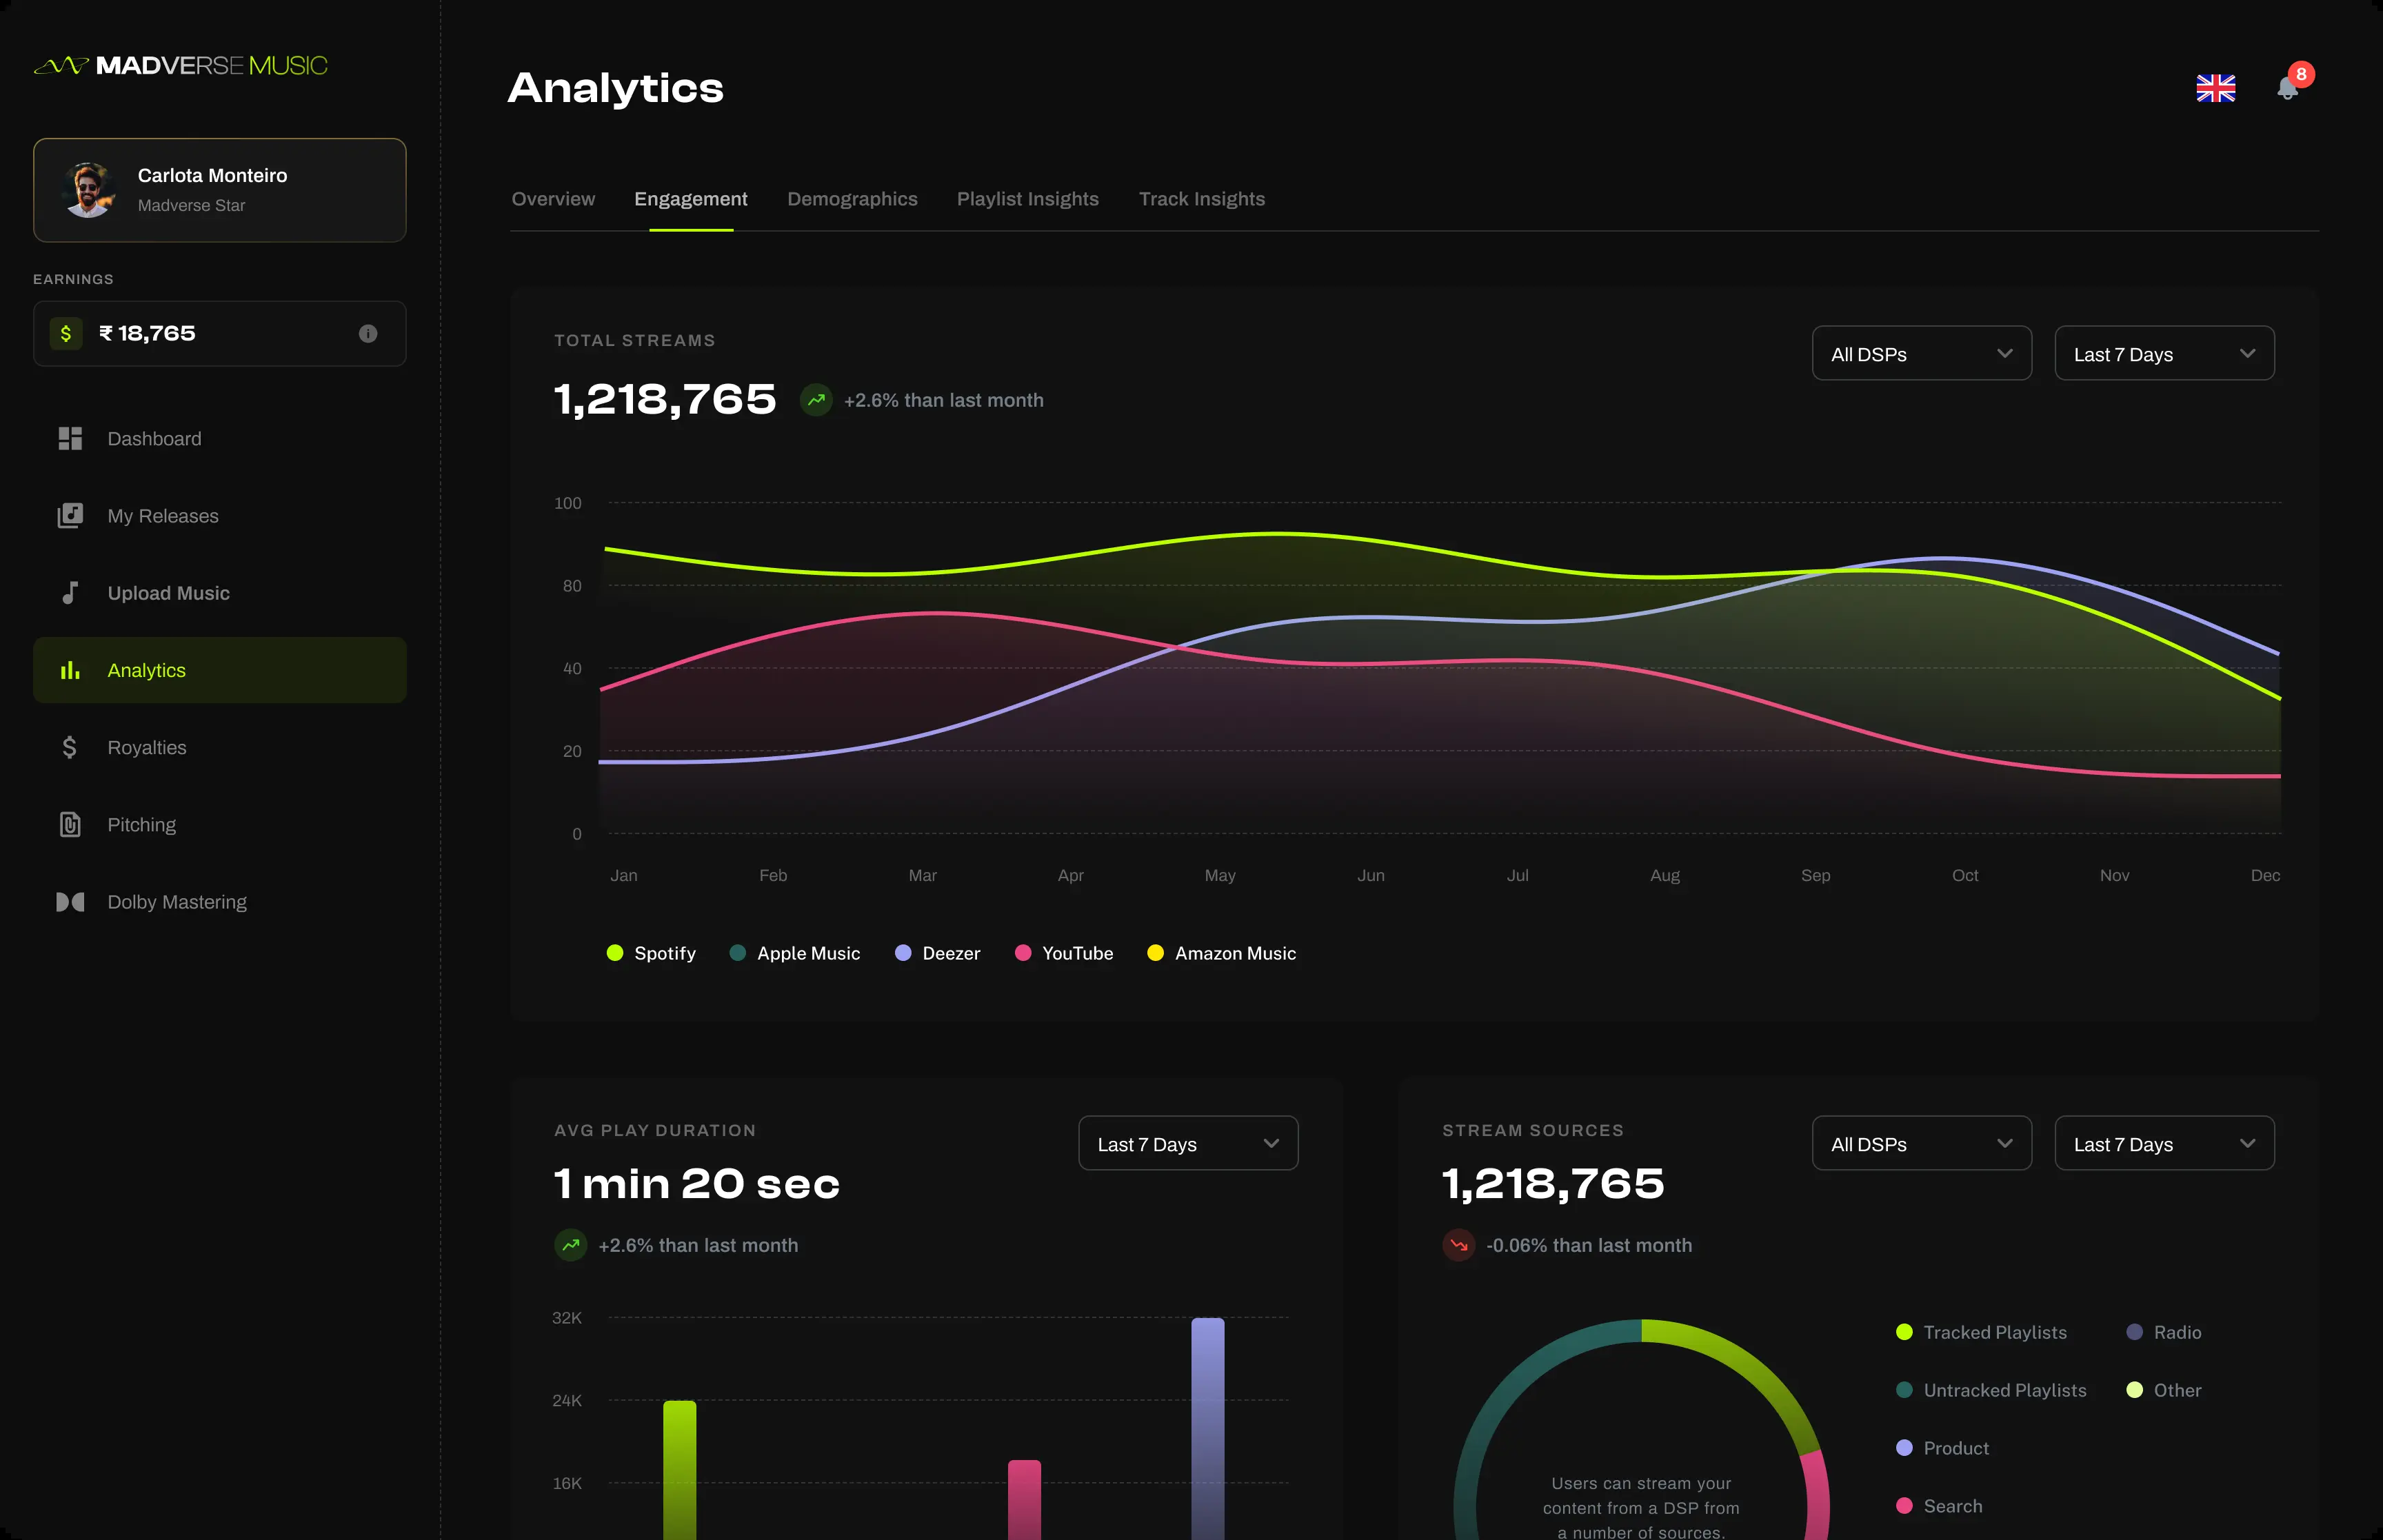 MADVERSE MUSIC
Carlota Monteiro
Madverse Star
EARNINGS
$ ₹ 18,765
Dashboard
My Releases
Upload Music
Analytics
Royalties
Pitching
Dolby Mastering
Analytics
8
Overview Engagement Demographics Playlist Insights Track Insights
TOTAL STREAMS
1,218,765 +2.6% than last month
All DSPs Last 7 Days
100
80
40
20
0
Jan Feb Mar Apr May Jun Jul Aug Sep Oct Nov Dec
Spotify Apple Music Deezer YouTube Amazon Music
AVG PLAY DURATION
1 min 20 sec
+2.6% than last month
Last 7 Days
32K
24K
16K
STREAM SOURCES
1,218,765
-0.06% than last month
All DSPs Last 7 Days
Users can stream your
content from a DSP from
a number of sources.
Tracked Playlists Radio
Untracked Playlists Other
Product
Search